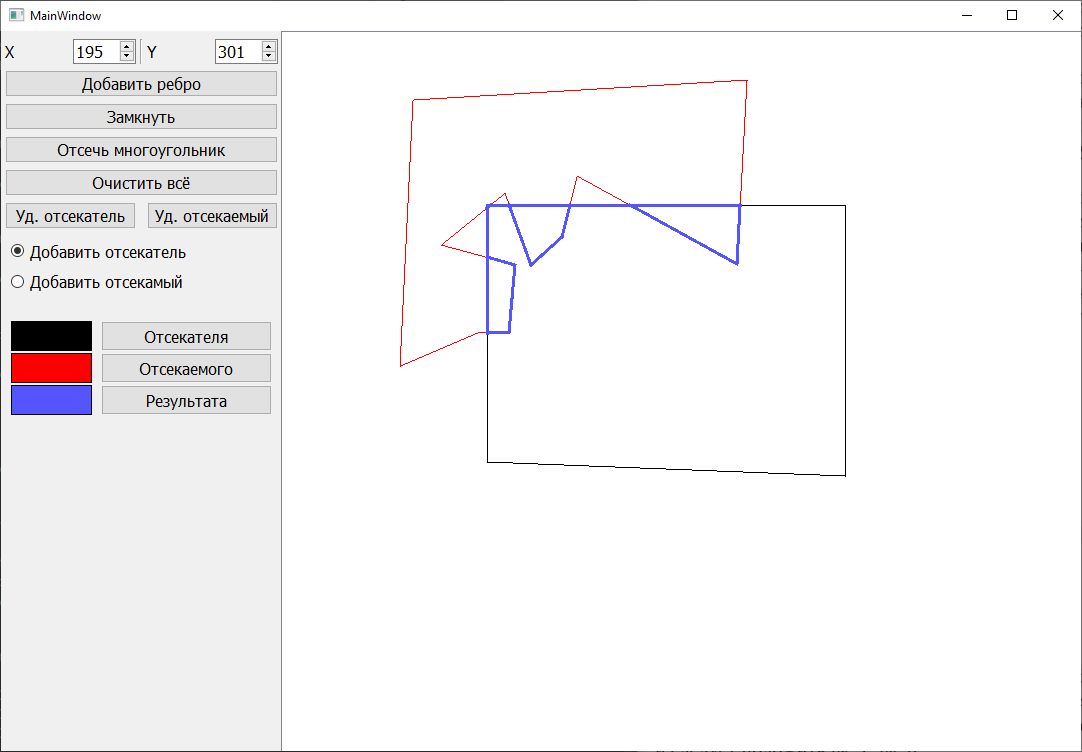 MainWindow
X 195 Y 301
Добавить ребро
Замкнуть
Отсечь многоугольник
Очистить всё
Уд. отсекатель Уд. отсекаемый
Добавить отсекатель
Добавить отсекамый
Отсекателя
Отсекаемого
Результата